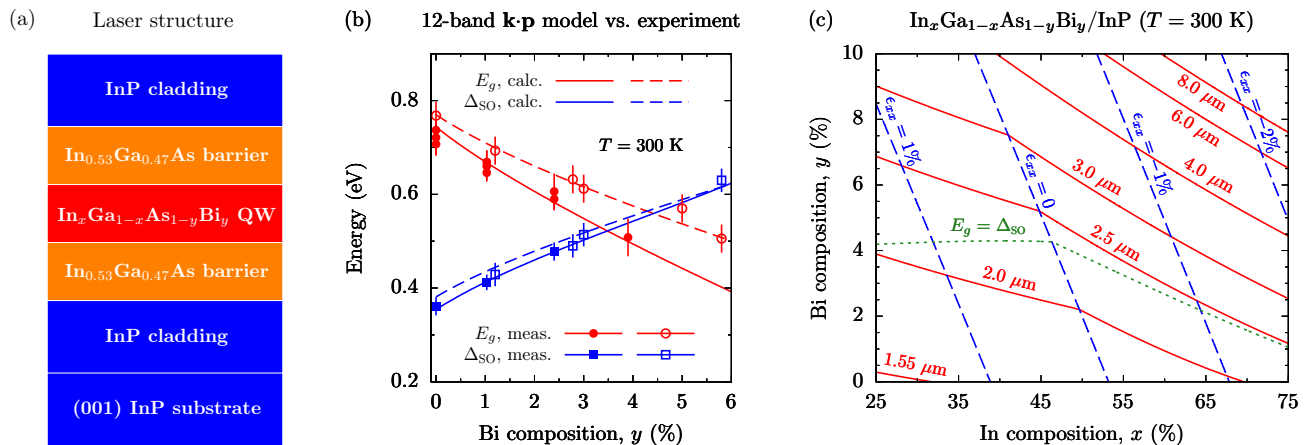 (a) Laser structure
InP cladding
In0.53Ga0.47As barrier
InxGa1−xAs1−yBiy QW
In0.53Ga0.47As barrier
InP cladding
(001) InP substrate
(b) 12-band k·p model vs. experiment
Eg, calc.
ΔSO, calc.
T = 300 K
Eg, meas.
ΔSO, meas.
Energy (eV)
0.8
0.6
0.4
0.2
0 1 2 3 4 5 6
Bi composition, y (%)
(c) InxGa1−xAs1−yBiy/InP (T = 300 K)
Bi composition, y (%)
10
8
6
4
2
0
ϵxx = 1%
ϵxx = 0
ϵxx = −1%
ϵxx = −2%
8.0 μm
6.0 μm
4.0 μm
3.0 μm
2.5 μm
Eg = ΔSO
2.0 μm
1.55 μm
25 35 45 55 65 75
In composition, x (%)